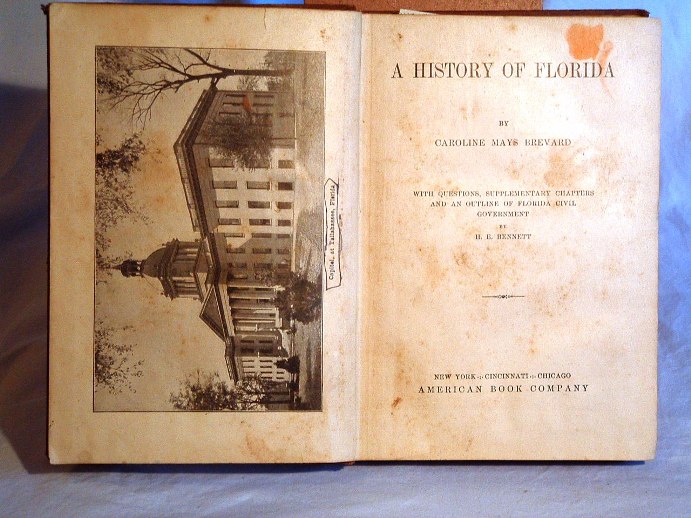 Capitol, at Tallahassee, Florida
A HISTORY OF FLORIDA
BY
CAROLINE MAYS BREVARD
WITH QUESTIONS, SUPPLEMENTARY CHAPTERS
AND AN OUTLINE OF FLORIDA CIVIL
GOVERNMENT
BY
H. E. BENNETT
NEW YORK ∙ CINCINNATI ∙ CHICAGO
AMERICAN BOOK COMPANY